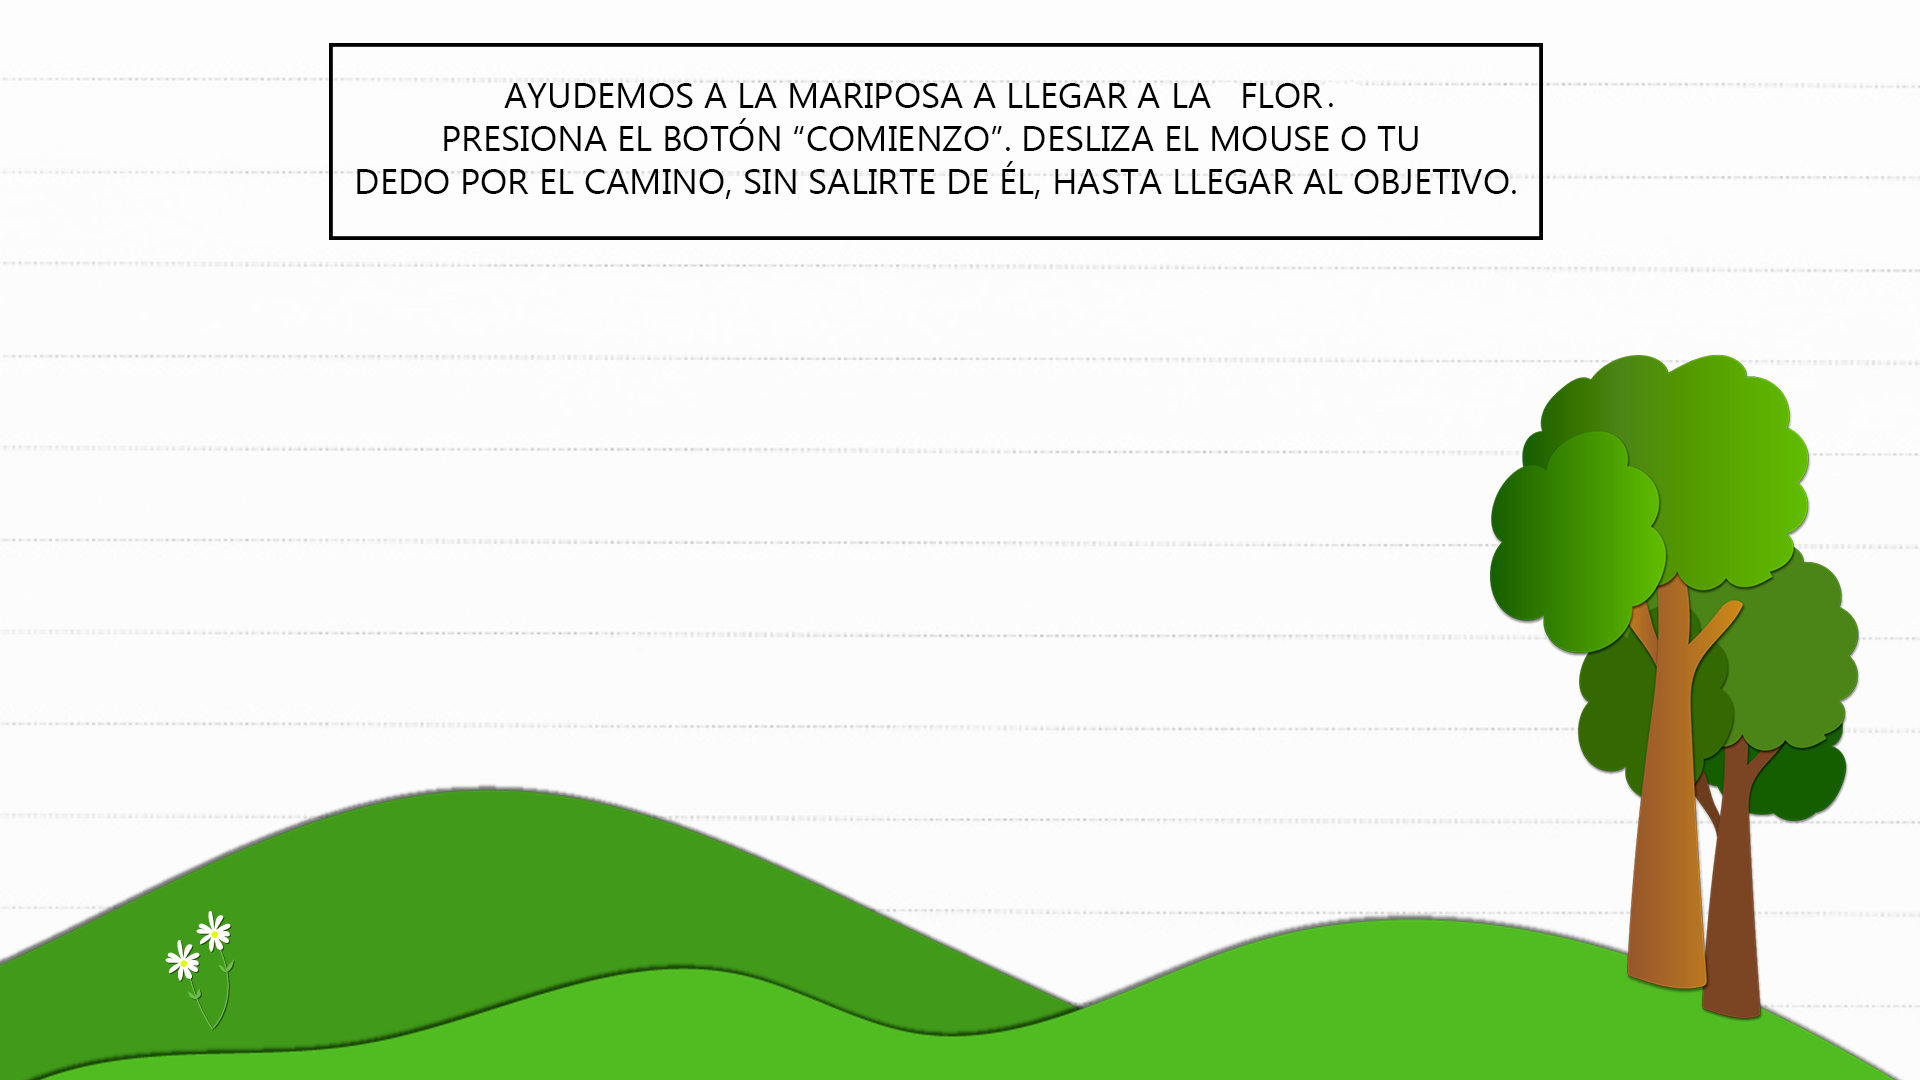 AYUDEMOS A LA MARIPOSA A LLEGAR A LA FLOR.
PRESIONA EL BOTÓN “COMIENZO”. DESLIZA EL MOUSE O TU
DEDO POR EL CAMINO, SIN SALIRTE DE ÉL, HASTA LLEGAR AL OBJETIVO.